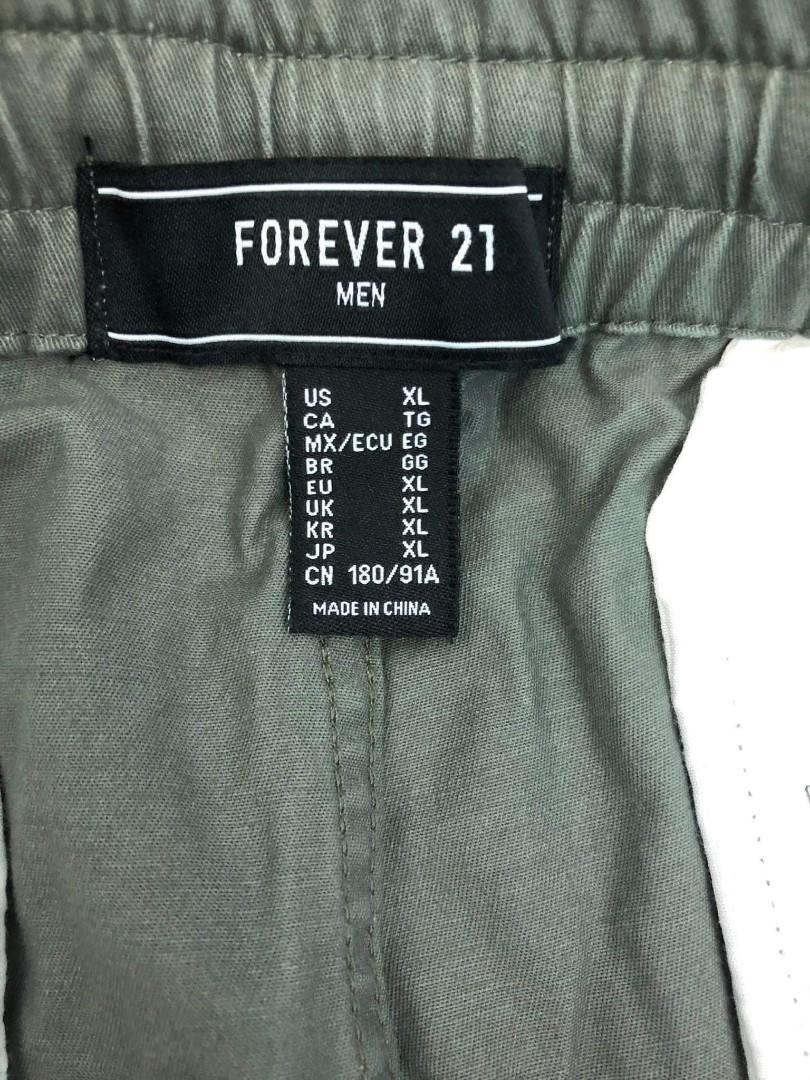 FOREVER 21
MEN
US XL
CA TG
MX/ECU EG
BR GG
EU XL
UK XL
KR XL
JP XL
CN 180/91A
MADE IN CHINA